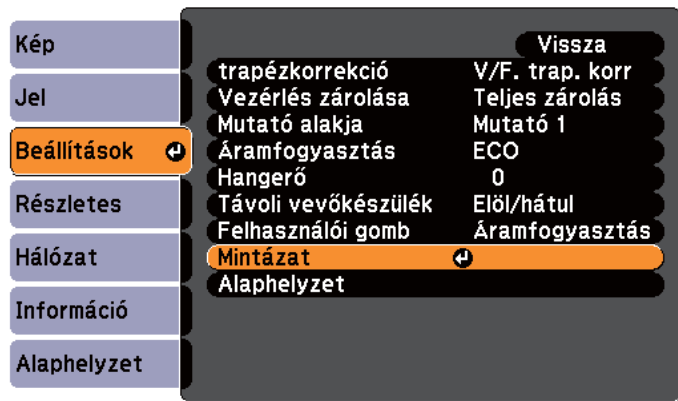 Kép
Jel
Beállítások
Részletes
Hálózat
Információ
Alaphelyzet
Vissza
trapézkorrekció V/F. trap. korr
Vezérlés zárolása Teljes zárolás
Mutató alakja Mutató 1
Áramfogyasztás ECO
Hangerő 0
Távoli vevőkészülék Elöl/hátul
Felhasználói gomb Áramfogyasztás
Mintázat
Alaphelyzet